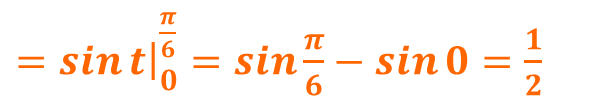 = sin t|₀^{π/6} = sin π/6 − sin 0 = 1/2